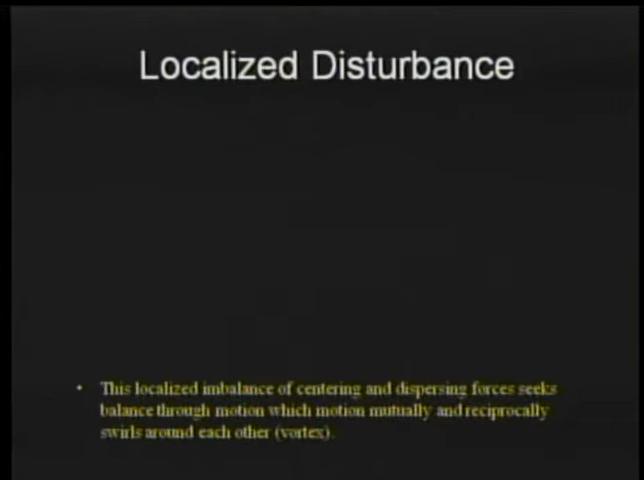 Localized Disturbance
• This localized imbalance of centering and dispersing forces seeks
balance through motion which motion mutually and reciprocally
swirls around each other (vortex).